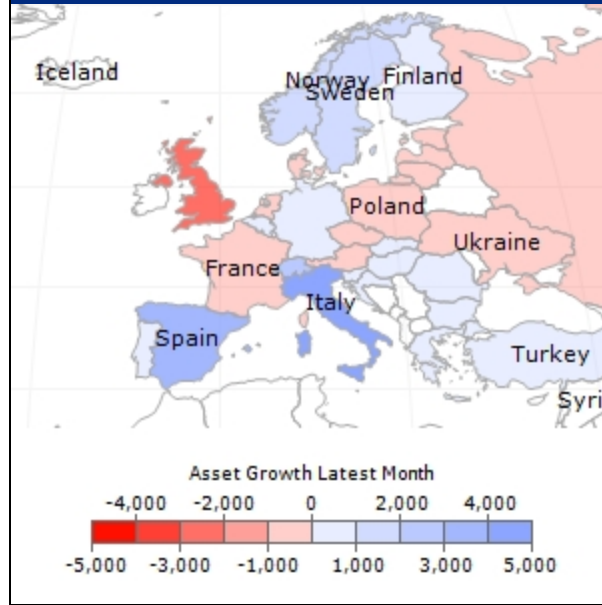 Iceland
Norway
Finland
Sweden
Poland
Ukraine
France
Italy
Spain
Turkey
Syri
Asset Growth Latest Month
-4,000 -2,000 0 2,000 4,000
-5,000 -3,000 -1,000 1,000 3,000 5,000